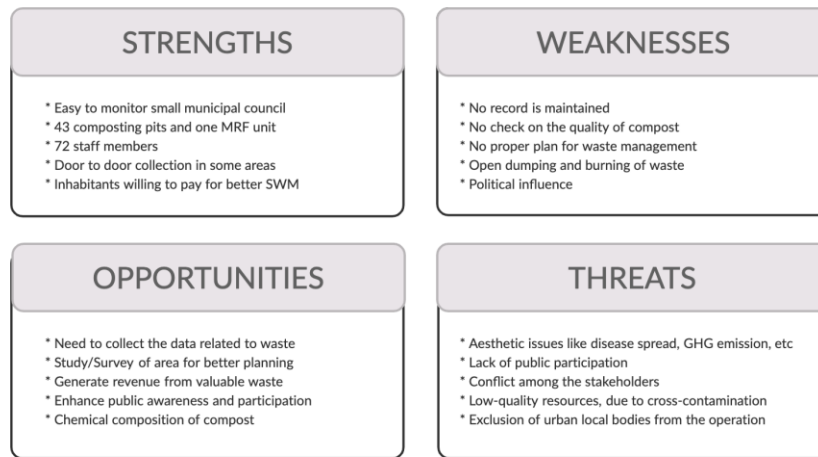 STRENGTHS
* Easy to monitor small municipal council
* 43 composting pits and one MRF unit
* 72 staff members
* Door to door collection in some areas
* Inhabitants willing to pay for better SWM
WEAKNESSES
* No record is maintained
* No check on the quality of compost
* No proper plan for waste management
* Open dumping and burning of waste
* Political influence
OPPORTUNITIES
* Need to collect the data related to waste
* Study/Survey of area for better planning
* Generate revenue from valuable waste
* Enhance public awareness and participation
* Chemical composition of compost
THREATS
* Aesthetic issues like disease spread, GHG emission, etc
* Lack of public participation
* Conflict among the stakeholders
* Low-quality resources, due to cross-contamination
* Exclusion of urban local bodies from the operation